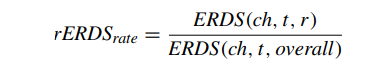 rERDS_rate = ERDS(ch, t, r) / ERDS(ch, t, overall)